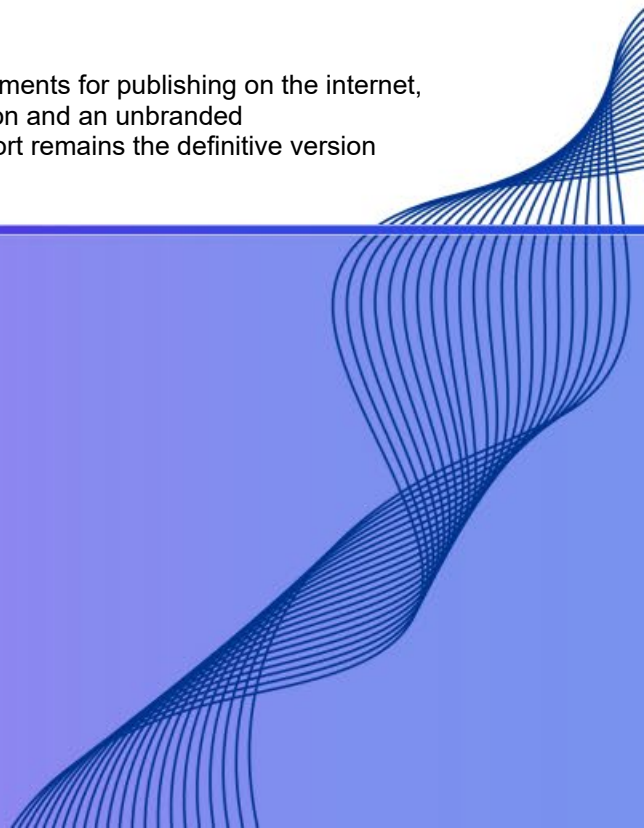 ments for publishing on the internet,
on and an unbranded
ort remains the definitive version